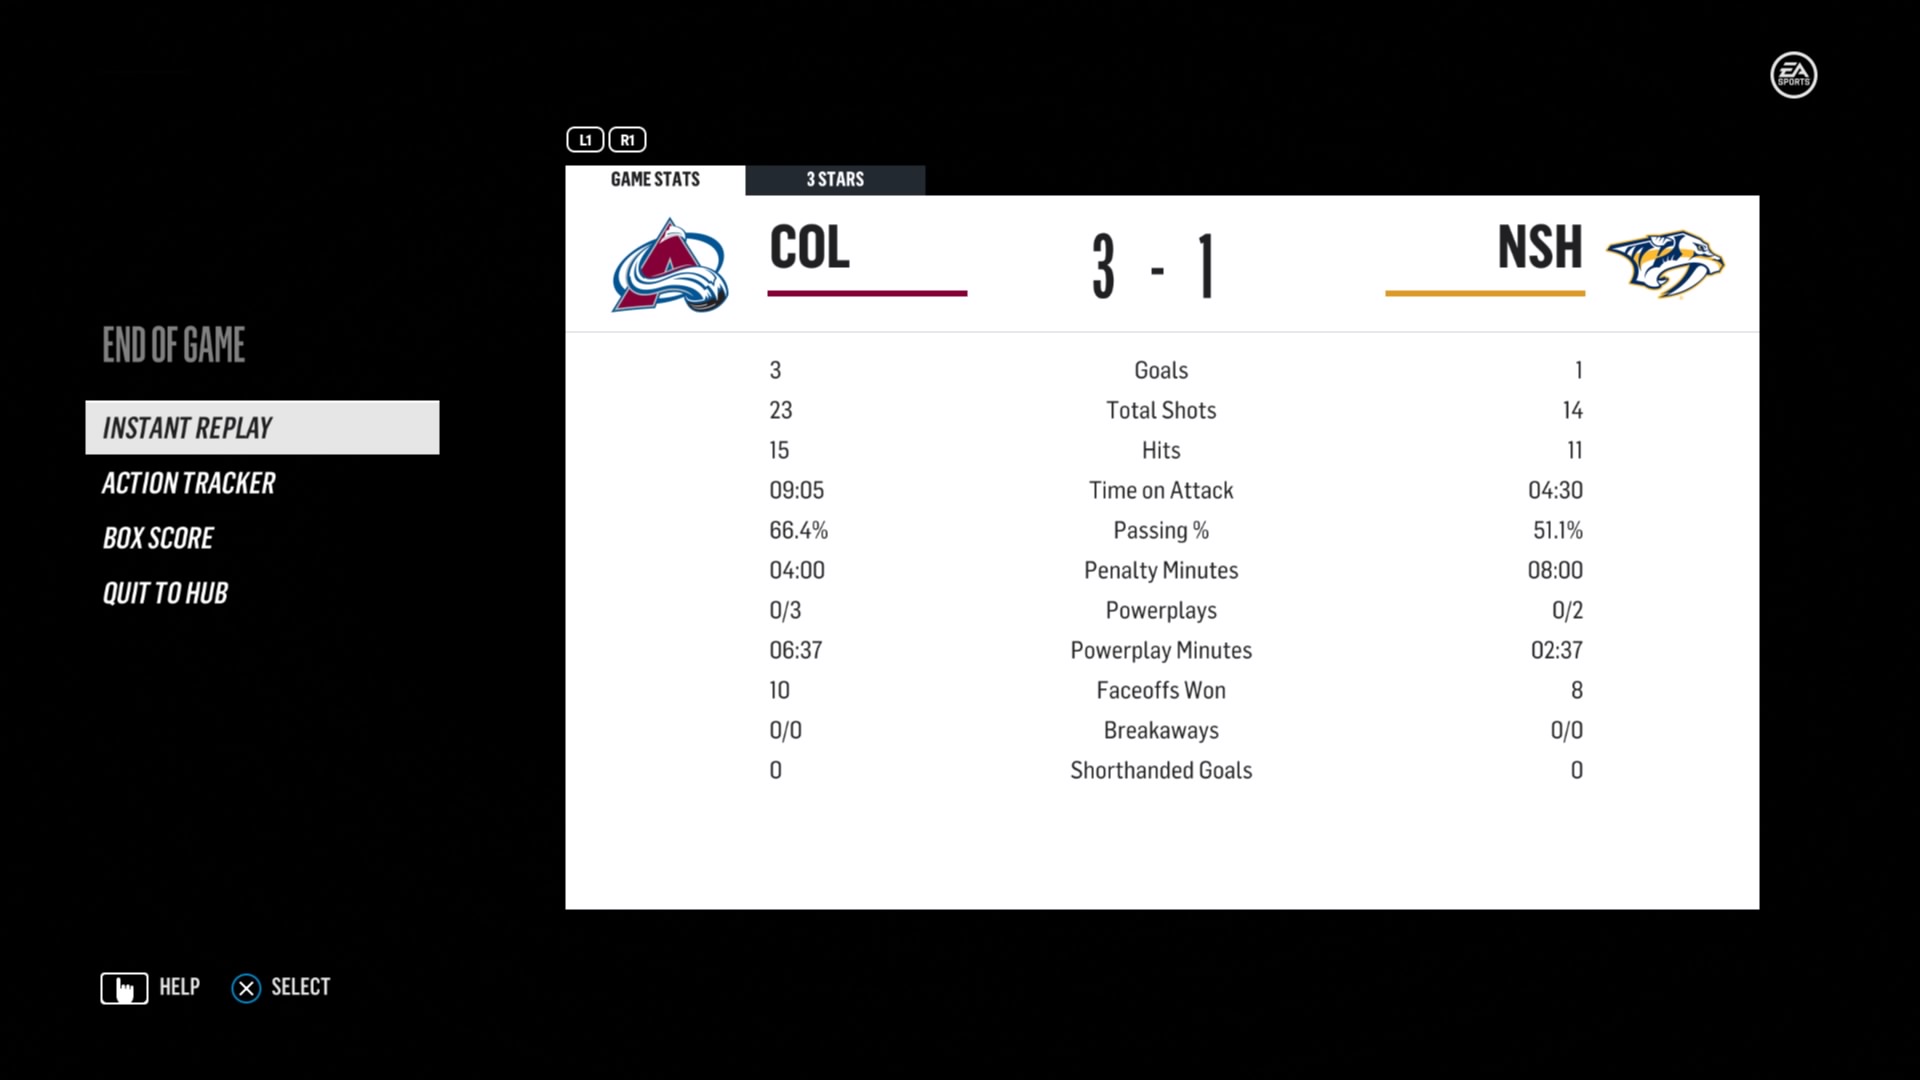 EA
SPORTS
L1 R1
GAME STATS 3 STARS
COL 3 - 1 NSH
END OF GAME
INSTANT REPLAY
ACTION TRACKER
BOX SCORE
QUIT TO HUB
3 Goals 1
23 Total Shots 14
15 Hits 11
09:05 Time on Attack 04:30
66.4% Passing % 51.1%
04:00 Penalty Minutes 08:00
0/3 Powerplays 0/2
06:37 Powerplay Minutes 02:37
10 Faceoffs Won 8
0/0 Breakaways 0/0
0 Shorthanded Goals 0
HELP SELECT